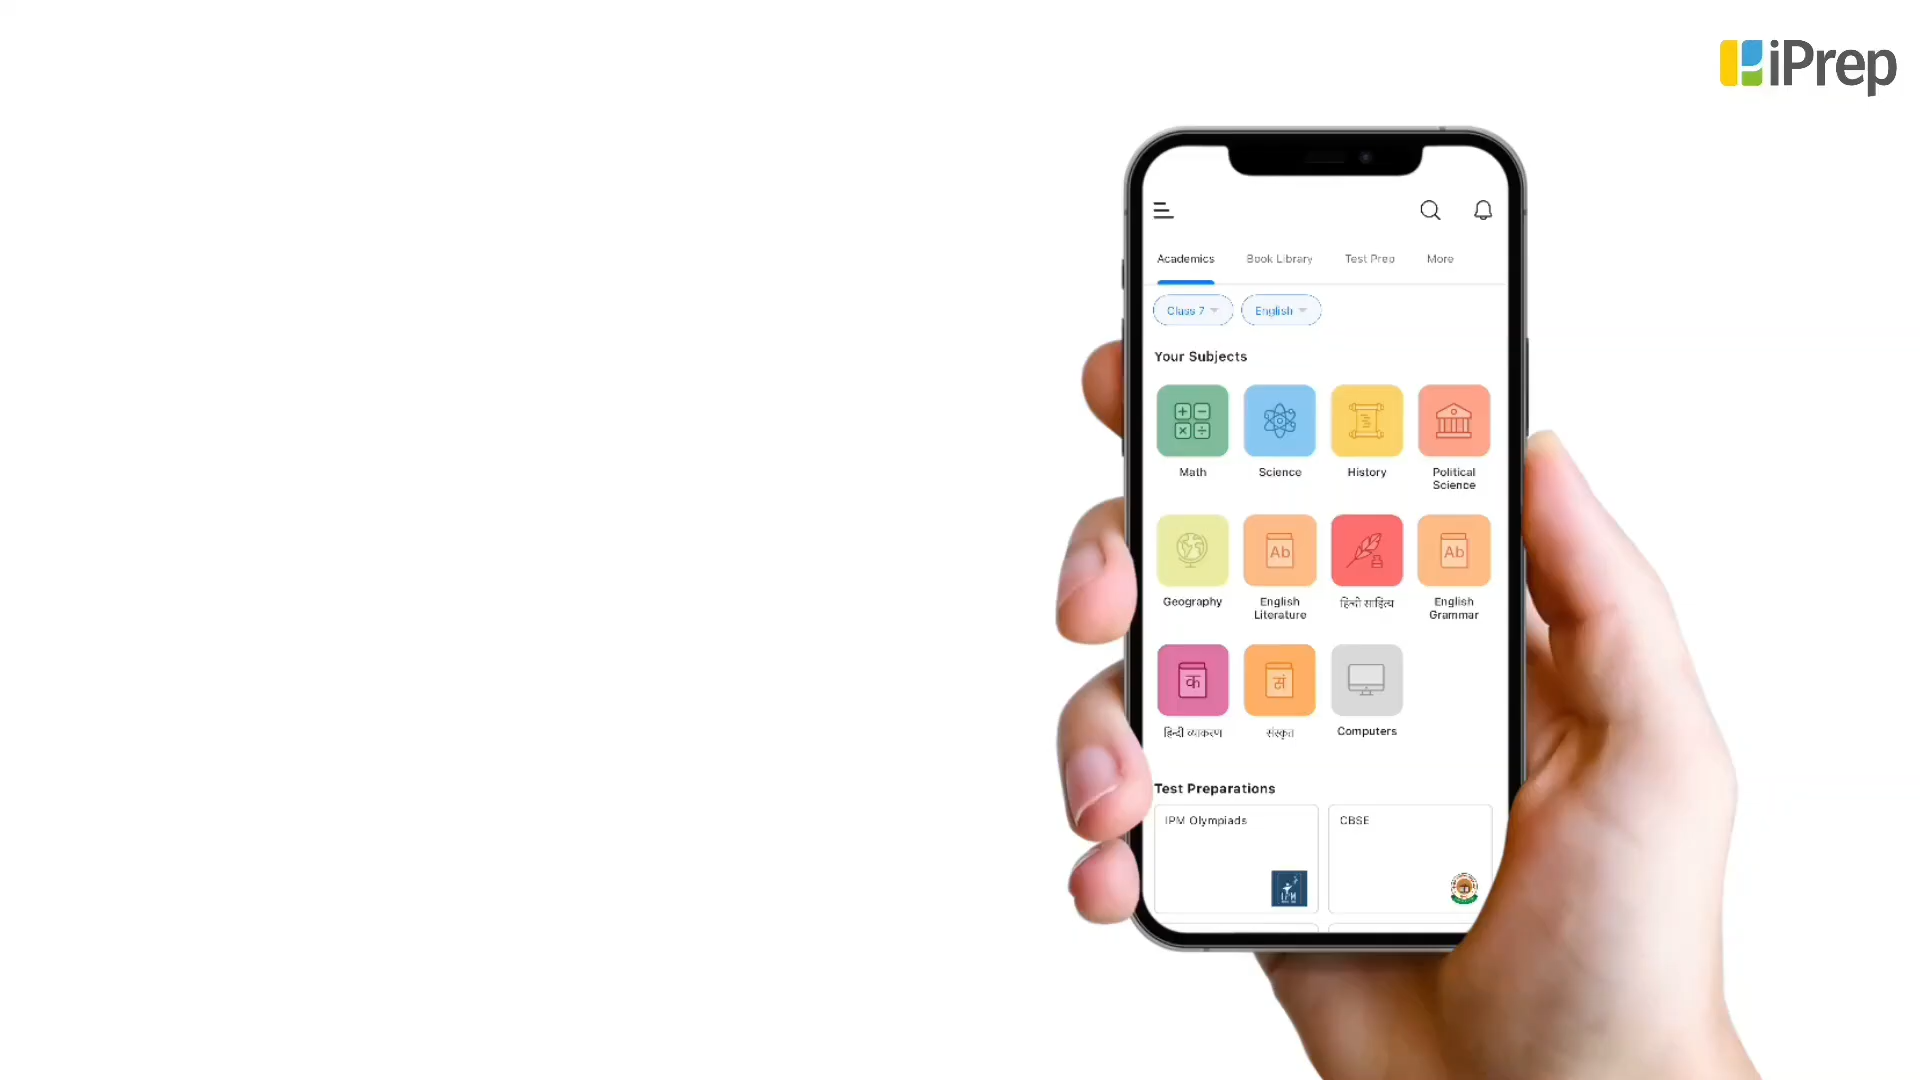 iPrep
Academics Book Library Test Prep More
Class 7 English
Your Subjects
Math Science History Political Science
Geography English Literature हिन्दी साहित्य English Grammar
हिन्दी व्याकरण संस्कृत Computers
Test Preparations
IPM Olympiads CBSE